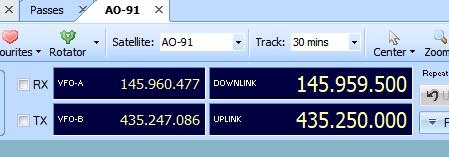 Passes AO-91
ourites Rotator Satellite: AO-91 Track: 30 mins Center Zoom
Repeat
RX VFO-A 145.960.477 DOWNLINK 145.959.500
TX VFO-B 435.247.086 UPLINK 435.250.000